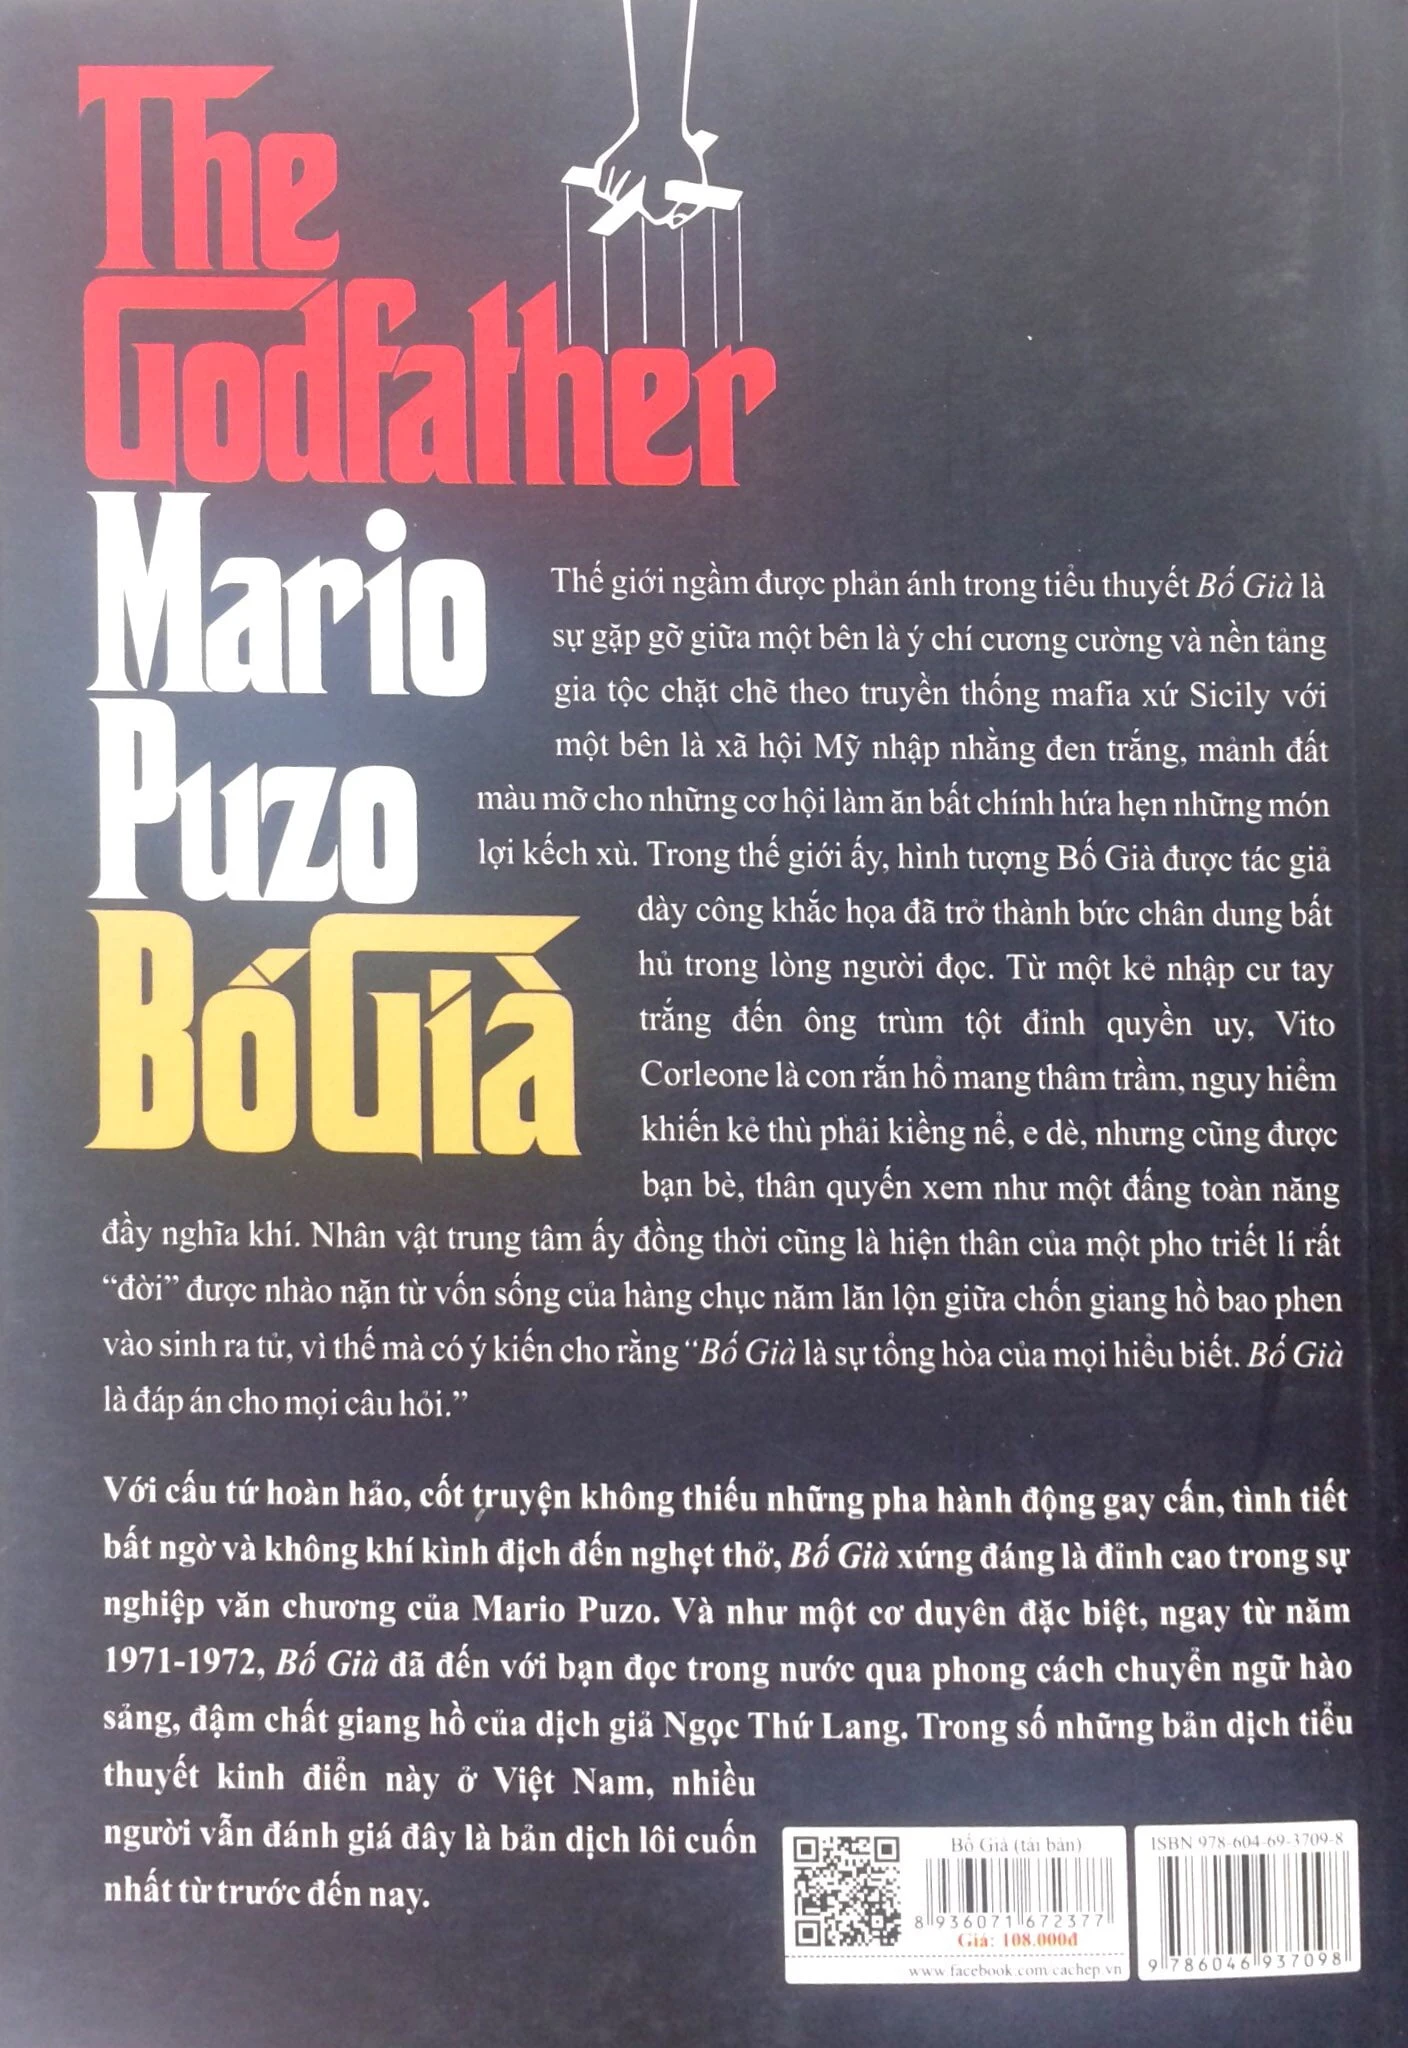 The
Godfather
Mario
Puzo
Bố Già
Thế giới ngầm được phản ánh trong tiểu thuyết Bố Già là
sự gặp gỡ giữa một bên là ý chí cương cường và nền tảng
gia tộc chặt chẽ theo truyền thống mafia xứ Sicily với
một bên là xã hội Mỹ nhập nhằng đen trắng, mảnh đất
màu mỡ cho những cơ hội làm ăn bất chính hứa hẹn những món
lợi kếch xù. Trong thế giới ấy, hình tượng Bố Già được tác giả
dày công khắc họa đã trở thành bức chân dung bất
hủ trong lòng người đọc. Từ một kẻ nhập cư tay
trắng đến ông trùm tột đỉnh quyền uy, Vito
Corleone là con rắn hổ mang thâm trầm, nguy hiểm
khiến kẻ thù phải kiềng nể, e dè, nhưng cũng được
bạn bè, thân quyến xem như một đấng toàn năng
đầy nghĩa khí. Nhân vật trung tâm ấy đồng thời cũng là hiện thân của một pho triết lí rất
“đời” được nhào nặn từ vốn sống của hàng chục năm lăn lộn giữa chốn giang hồ bao phen
vào sinh ra tử, vì thế mà có ý kiến cho rằng “Bố Già là sự tổng hòa của mọi hiểu biết. Bố Già
là đáp án cho mọi câu hỏi.”
Với cấu tứ hoàn hảo, cốt truyện không thiếu những pha hành động gay cấn, tình tiết
bất ngờ và không khí kình địch đến nghẹt thở, Bố Già xứng đáng là đỉnh cao trong sự
nghiệp văn chương của Mario Puzo. Và như một cơ duyên đặc biệt, ngay từ năm
1971-1972, Bố Già đã đến với bạn đọc trong nước qua phong cách chuyển ngữ hào
sảng, đậm chất giang hồ của dịch giả Ngọc Thứ Lang. Trong số những bản dịch tiểu
thuyết kinh điển này ở Việt Nam, nhiều
người vẫn đánh giá đây là bản dịch lôi cuốn
nhất từ trước đến nay.
Bố Già (tái bản)
8 936071 672377
Giá: 108.000đ
www.facebook.com/cachep.vn
ISBN 978-604-69-3709-8
9 786046 937098